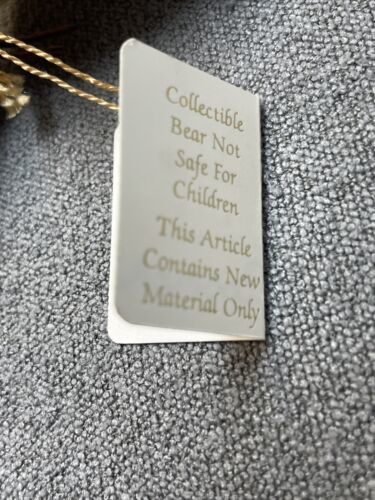 Collectible
Bear Not
Safe For
Children
This Article
Contains New
Material Only